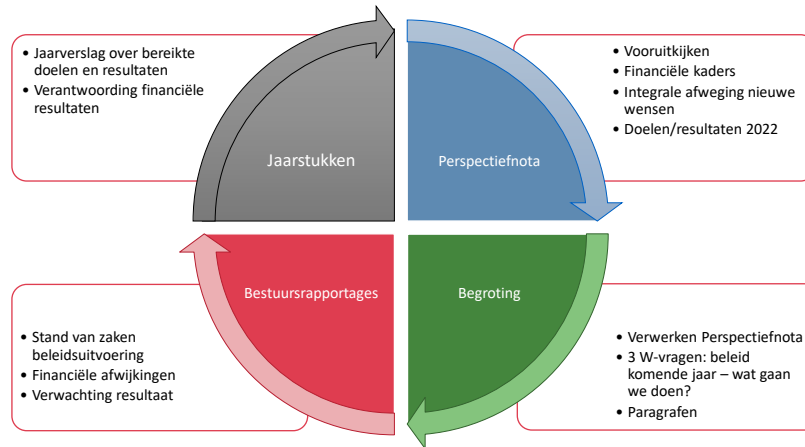 • Jaarverslag over bereikte
doelen en resultaten
• Verantwoording financiële
resultaten
Jaarstukken
Perspectiefnota
• Vooruitkijken
• Financiële kaders
• Integrale afweging nieuwe
wensen
• Doelen/resultaten 2022
• Stand van zaken
beleidsuitvoering
• Financiële afwijkingen
• Verwachting resultaat
Bestuursrapportages
Begroting
• Verwerken Perspectiefnota
• 3 W-vragen: beleid
komende jaar – wat gaan
we doen?
• Paragrafen